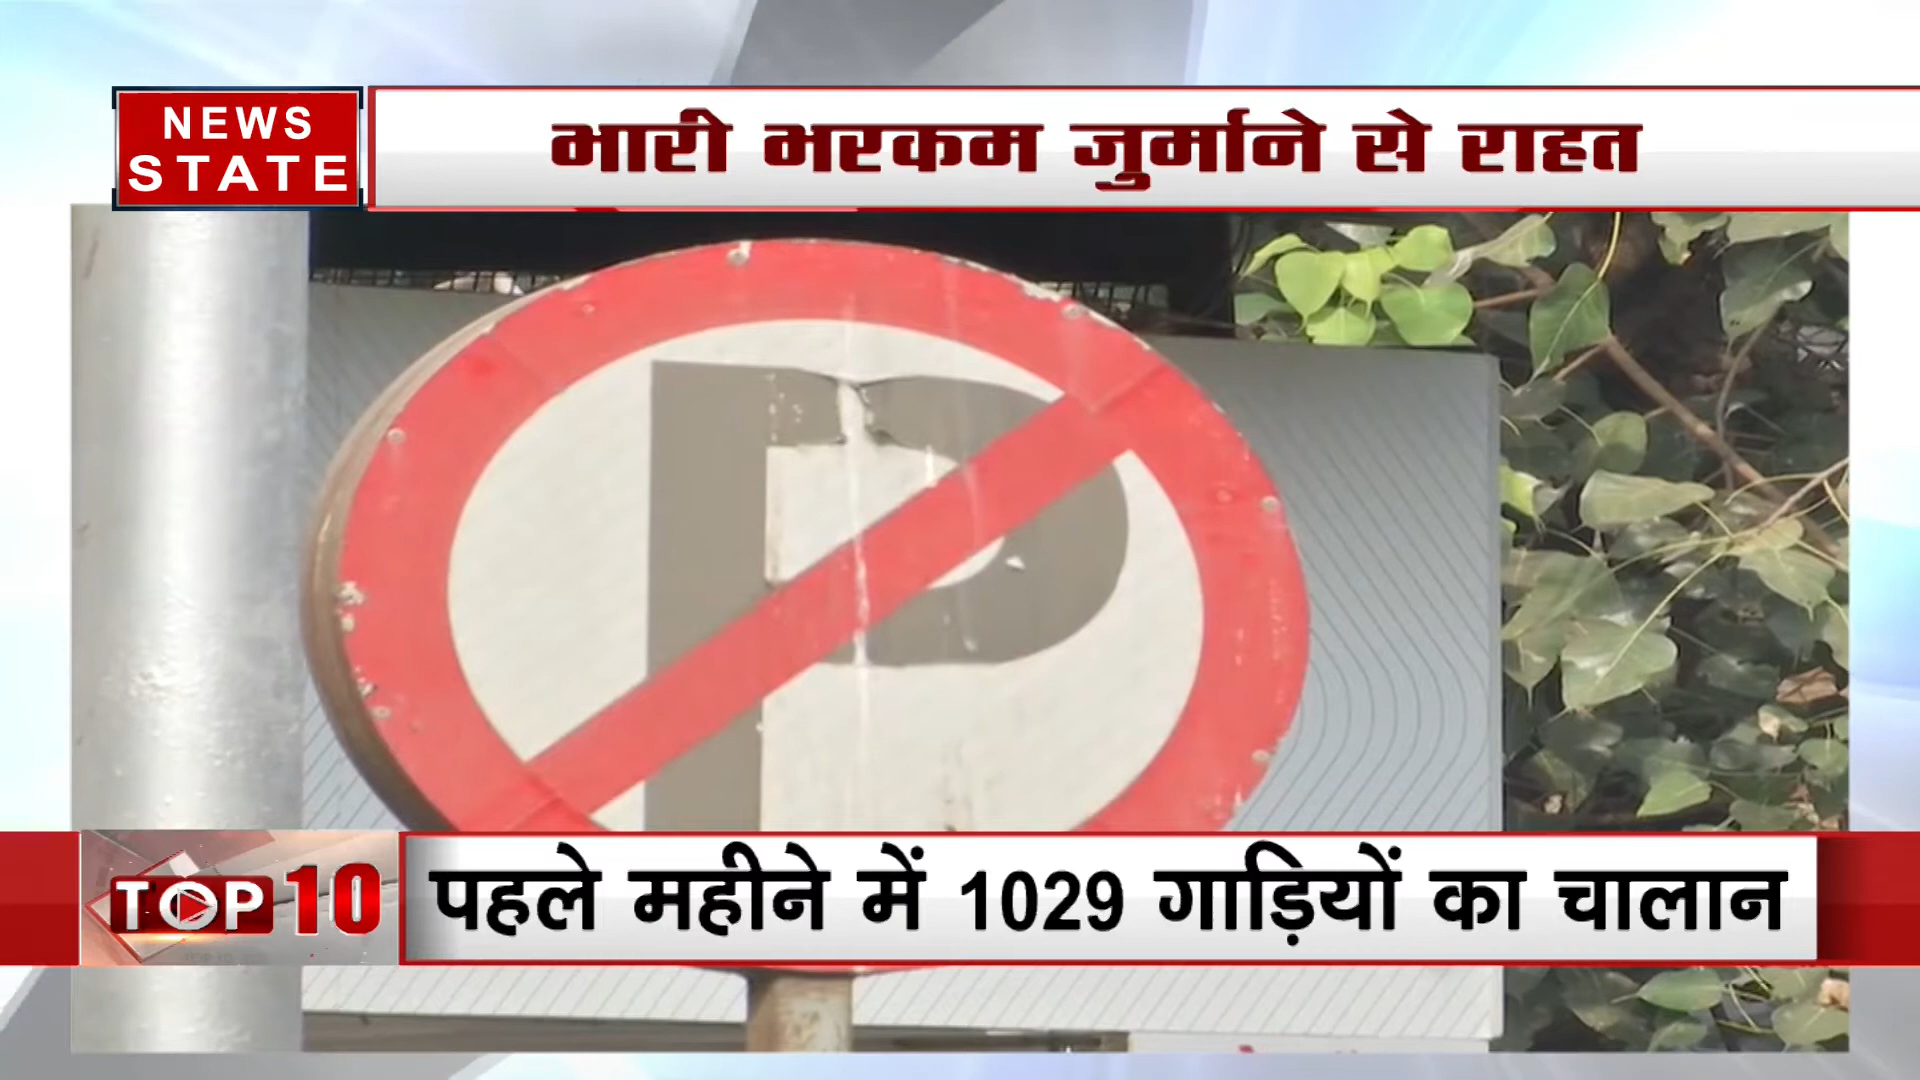 NEWS
STATE
भारी भरकम जुर्माने से राहत
P
TOP 10
पहले महीने में 1029 गाड़ियों का चालान